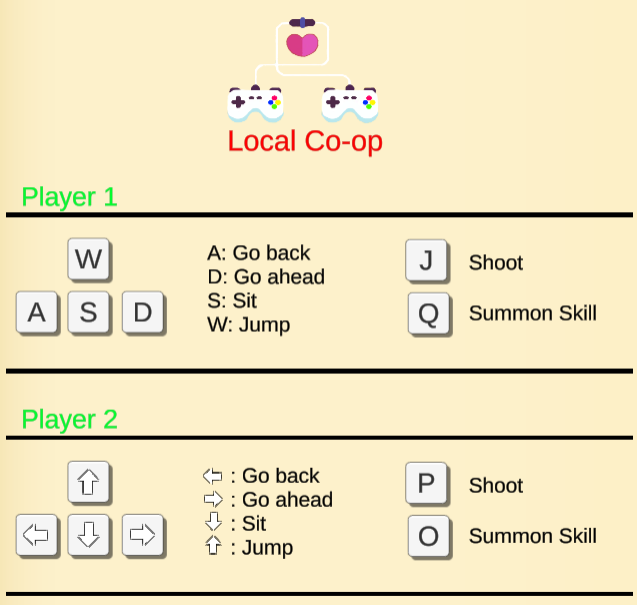 Local Co-op
Player 1
W
A S D
A: Go back
D: Go ahead
S: Sit
W: Jump
J Shoot
Q Summon Skill
Player 2
⇧
⇦ ⇩ ⇨
⇦ : Go back
⇨ : Go ahead
⇩ : Sit
⇧ : Jump
P Shoot
O Summon Skill